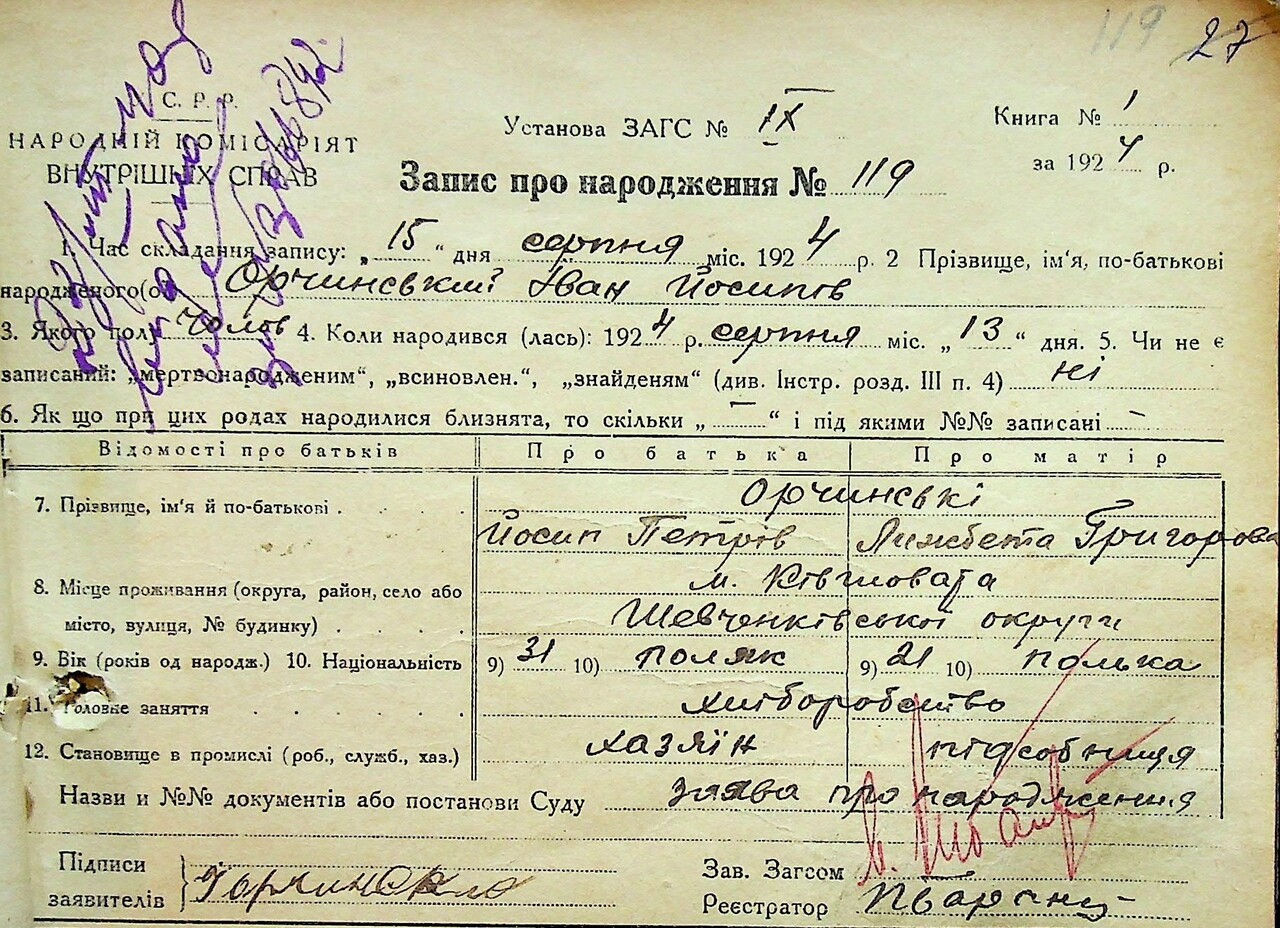 119 27
С. Р. Р.
НАРОДНІЙ КОМІСАРІЯТ
ВНУТРІШНІХ СПРАВ
Установа ЗАГС № IX
Книга № 1
за 1924 р.
Запис про народження № 119
1. Час складання запису: „15“ дня серпня міс. 1924 р. 2 Прізвище, ім'я, по-батькові
народженого(ої Орчинський Іван Йосипів
3. Якого полу чолов 4. Коли народився (лась): 1924 р. серпня міс. „13“ дня. 5. Чи не є
записаний: „мертвонародженим“, „всиновлен.“, „знайденям“ (див. Інстр. розд. III п. 4) ні
6. Як що при цих родах народилися близнята, то скільки „ — “ і під якими №№ записані —
Відомості про батьків Про батька Про матір
7. Прізвище, ім'я й по-батькові . . . . Орчинські
Йосип Петрів Лижбета Григорова
8. Місце проживання (округа, район, село або м. Ківшовата
місто, вулиця, № будинку) . . . . Шевченківської округи
9. Вік (років од народж.) 10. Національність 9) 31 10) поляк 9) 21 10) полька
11. Головне заняття . . . . . хліборобство
12. Становище в промислі (роб., служб., хаз.) хазяїн підсобниця
Назви и №№ документів або постанови Суду заява про народження
Підписи
заявителів
Зав. Загсом
Реєстратор